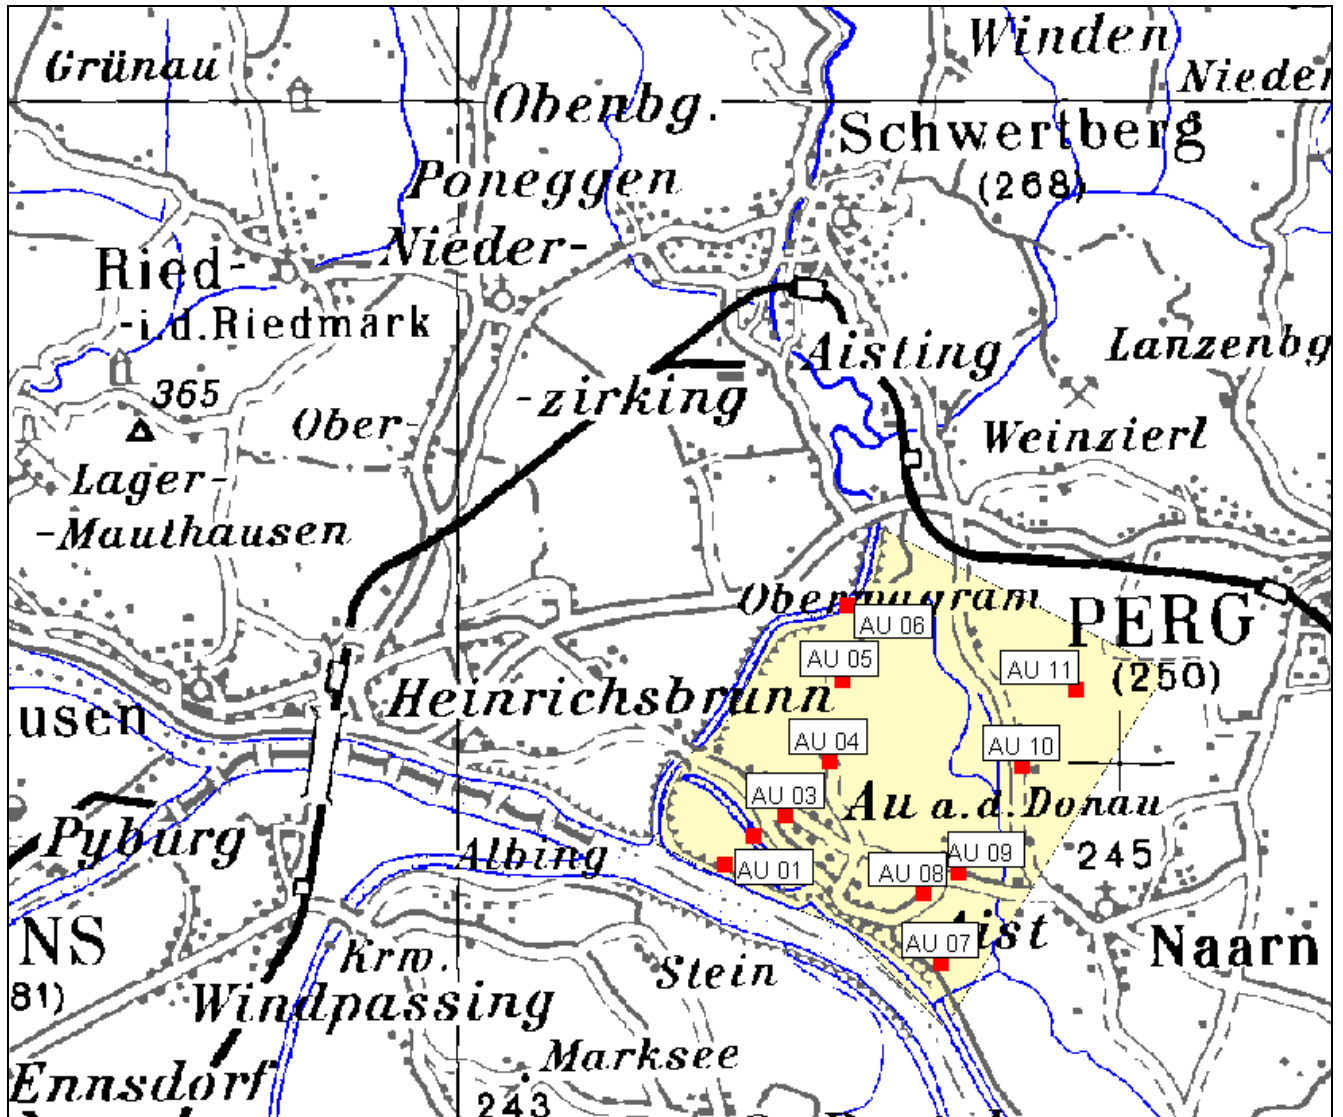 Grünau
Winden
Nieder
Obenbg.
Schwertberg
(268)
Poneggen
Nieder-
Ried-
-i.d.Riedmark
Aisting
Lanzenbg
365
-zirking
Ober-
Weinzierl
Lager-
-Mauthausen
PERG
(250)
AU 06
AU 05
AU 11
Heinrichsbrunn
usen
AU 04
AU 10
AU 03
Au a.d.Donau
Pyburg
Albing
AU 01
AU 09
245
AU 08
NS
Krw.
Stein
AU 07
Naarn
81)
Windpassing
Marksee
Ennsdorf
243